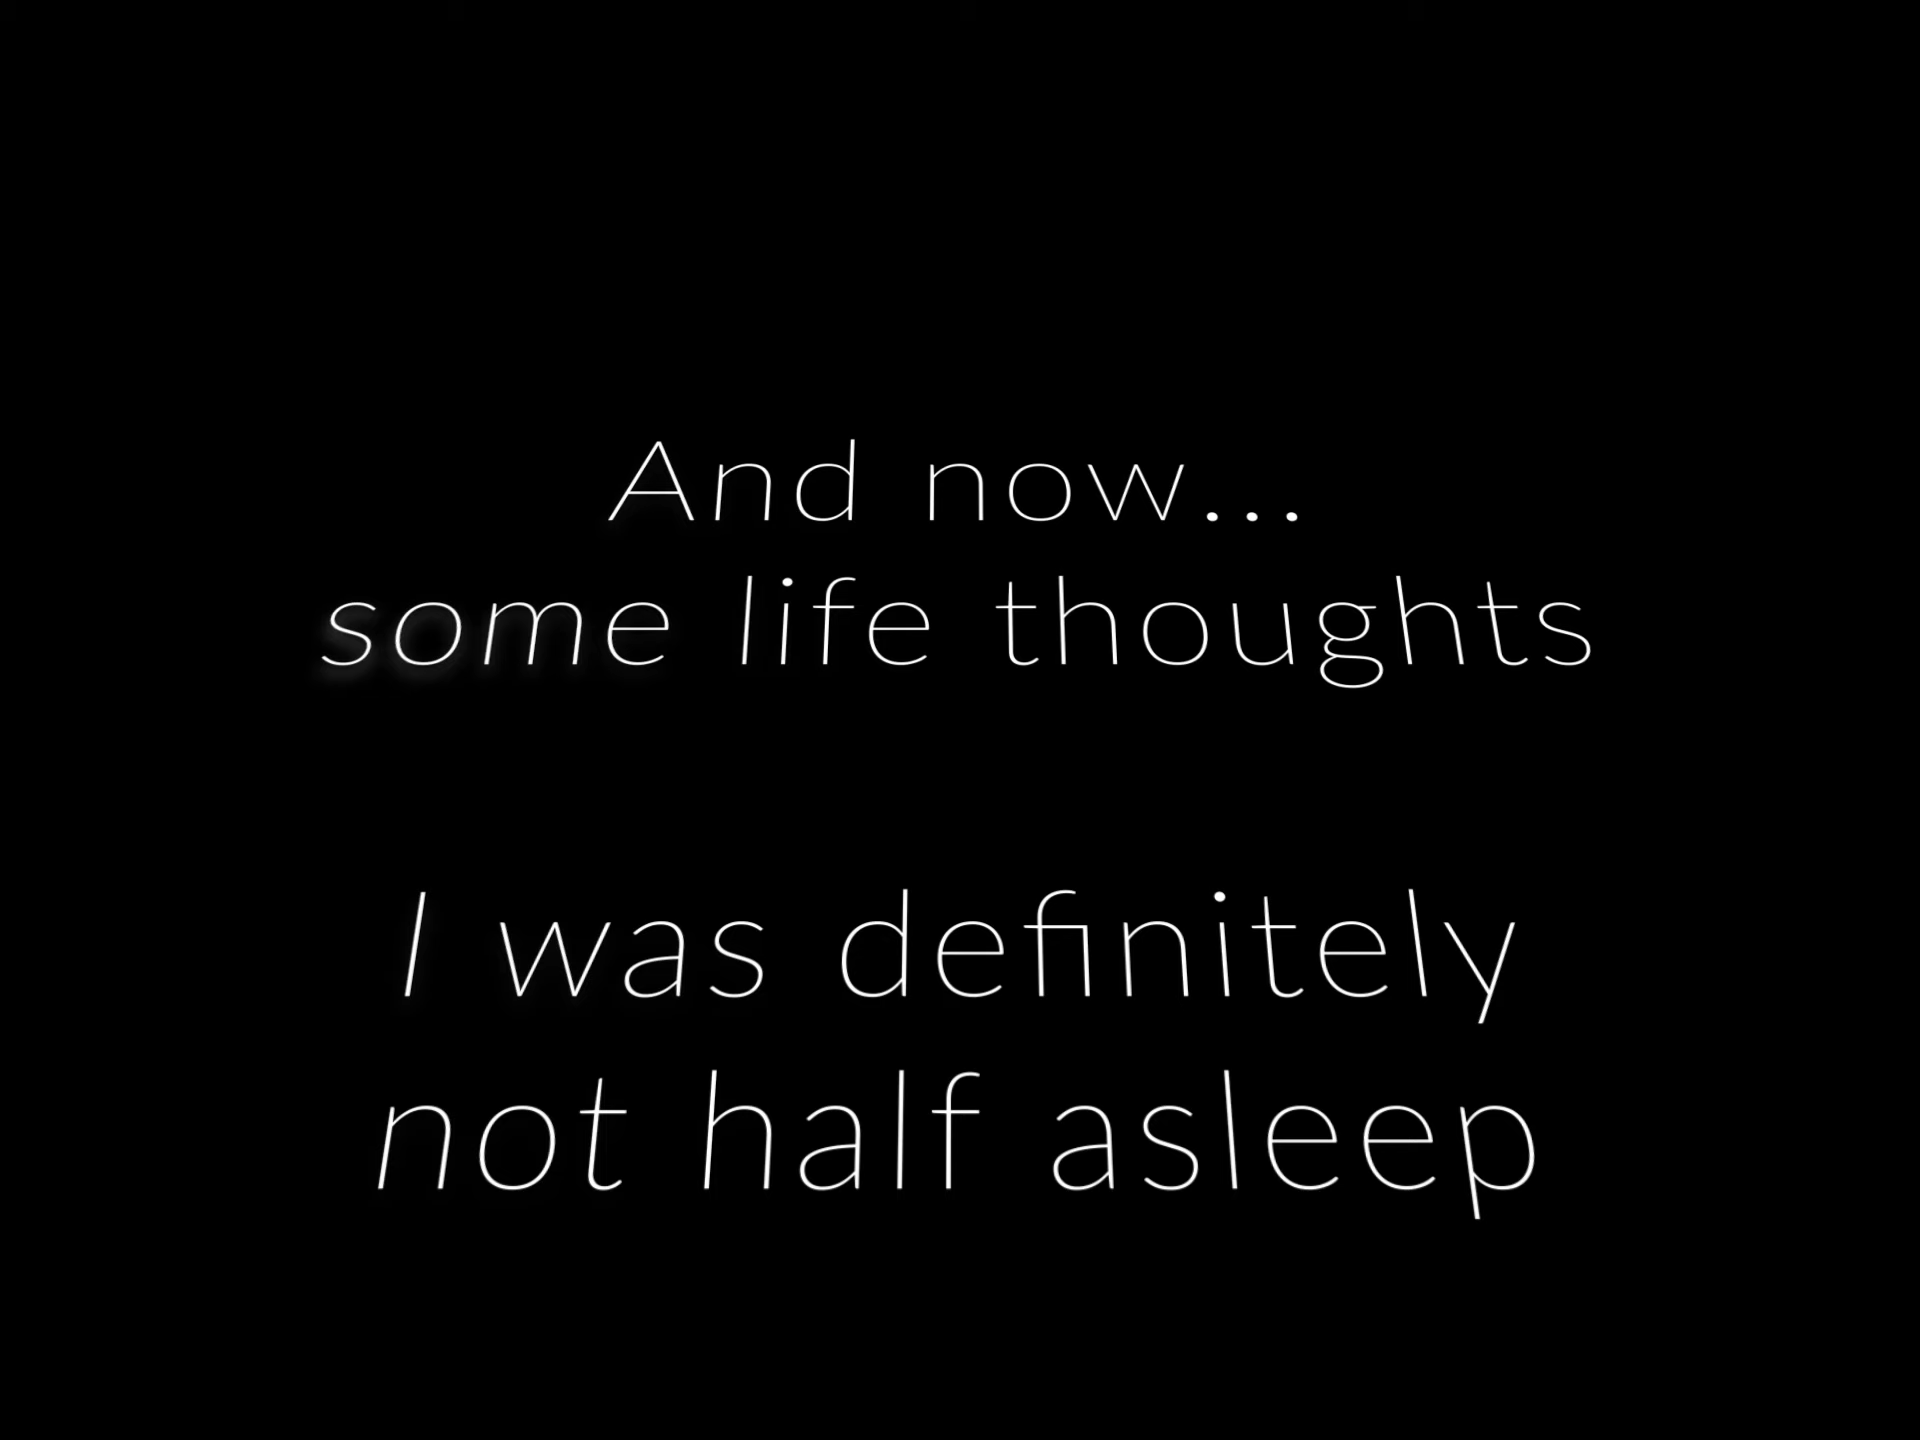 And now...
some life thoughts
I was definitely
not half asleep